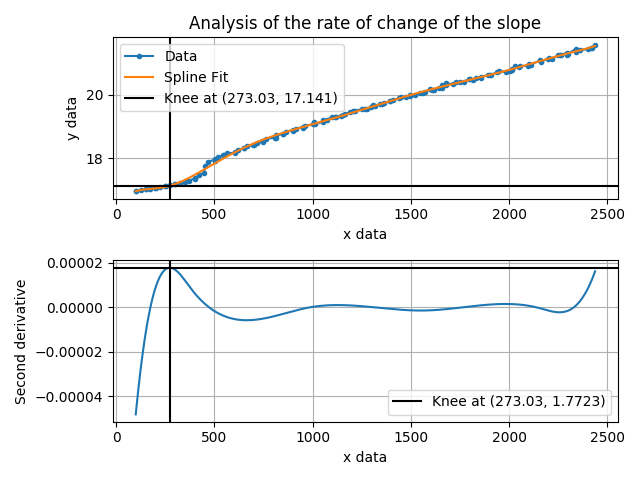 Analysis of the rate of change of the slope
Data
Spline Fit
Knee at (273.03, 17.141)
y data
20
18
0
500
1000
1500
2000
2500
x data
0.00002
0.00000
−0.00002
−0.00004
Second derivative
Knee at (273.03, 1.7723)
0
500
1000
1500
2000
2500
x data